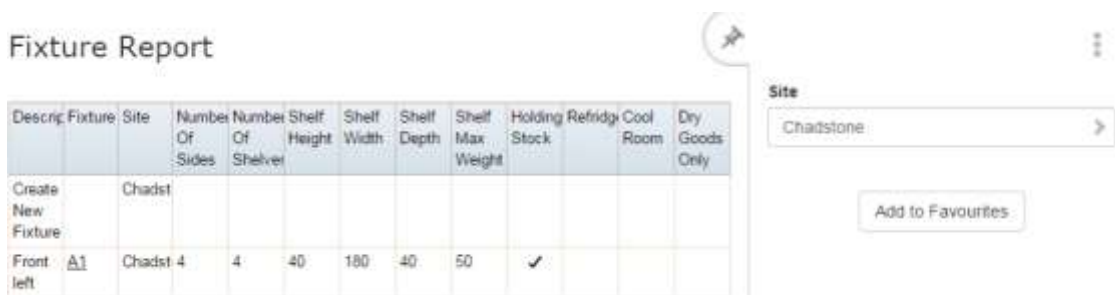 Fixture Report
Site
Chadstone
Add to Favourites
Descrip Fixture Site Number Of Sides Number Of Shelves Shelf Height Shelf Width Shelf Depth Shelf Max Weight Holding Stock Refridge Cool Room Dry Goods Only
Create New Fixture Chadst
Front left A1 Chadst 4 4 40 180 40 50 ✓